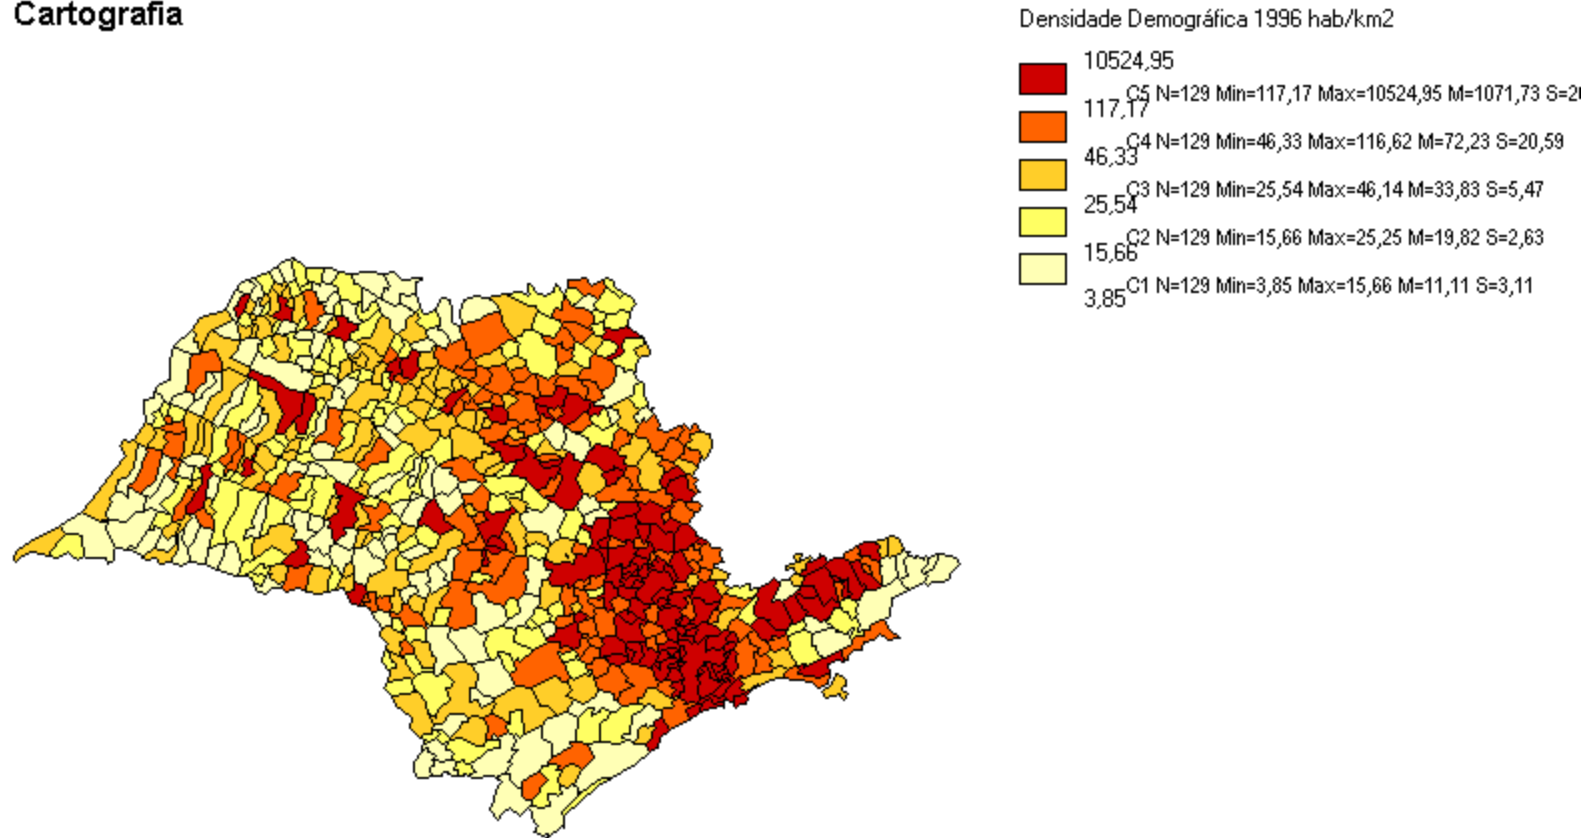 Cartografia
Densidade Demográfica 1996 hab/km2
10524,95
C5 N=129 Min=117,17 Max=10524,95 M=1071,73
117,17
C4 N=129 Min=46,33 Max=116,62 M=72,23 S=20,59
46,33
C3 N=129 Min=25,54 Max=46,14 M=33,83 S=5,47
25,54
C2 N=129 Min=15,66 Max=25,25 M=19,82 S=2,63
15,66
C1 N=129 Min=3,85 Max=15,66 M=11,11 S=3,11
3,85